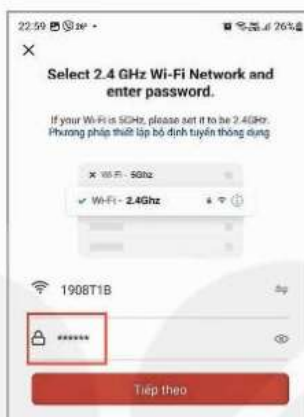 22:59
26%
Select 2.4 GHz Wi-Fi Network and
enter password.
If your Wi-Fi is 5GHz, please set it to be 2.4GHz.
Phương pháp thiết lập bộ định tuyến thông dụng
Wi-Fi - 5Ghz
Wi-Fi - 2.4Ghz
1908T1B
******
Tiếp theo